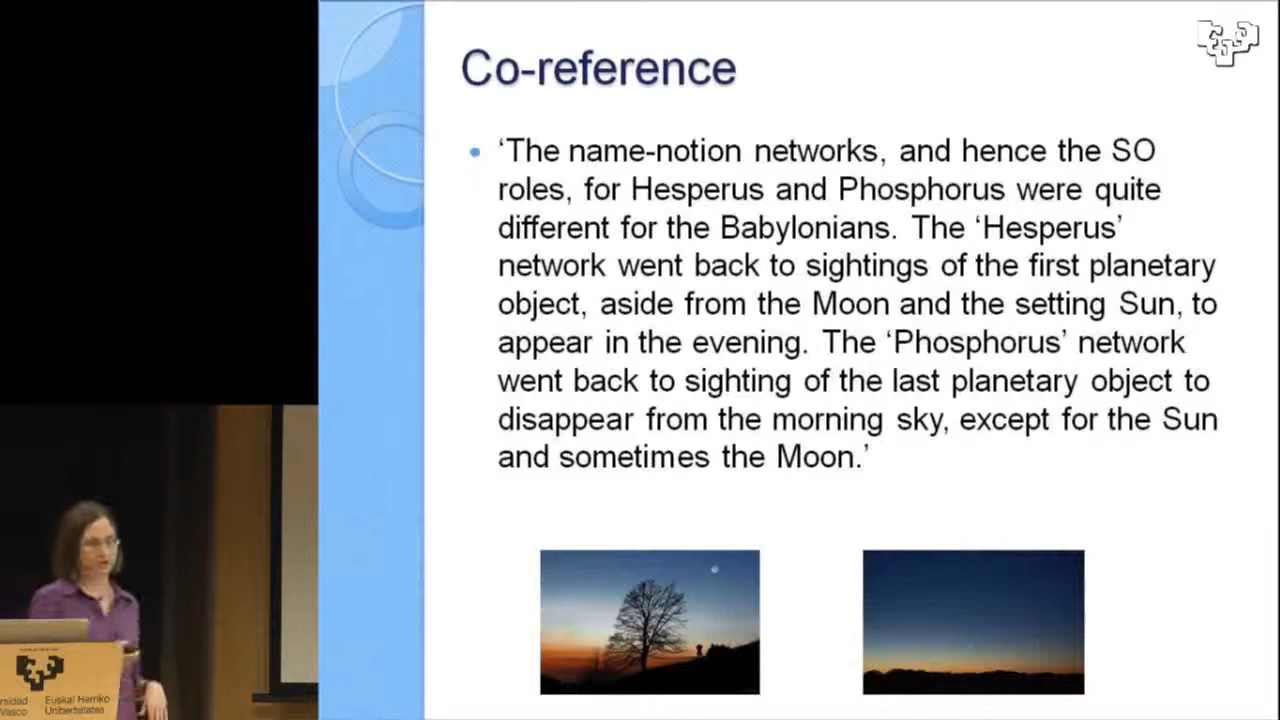 Co-reference
• ‘The name-notion networks, and hence the SO
roles, for Hesperus and Phosphorus were quite
different for the Babylonians. The ‘Hesperus’
network went back to sightings of the first planetary
object, aside from the Moon and the setting Sun, to
appear in the evening. The ‘Phosphorus’ network
went back to sighting of the last planetary object to
disappear from the morning sky, except for the Sun
and sometimes the Moon.’
Euskal Herriko
Unibertsitatea